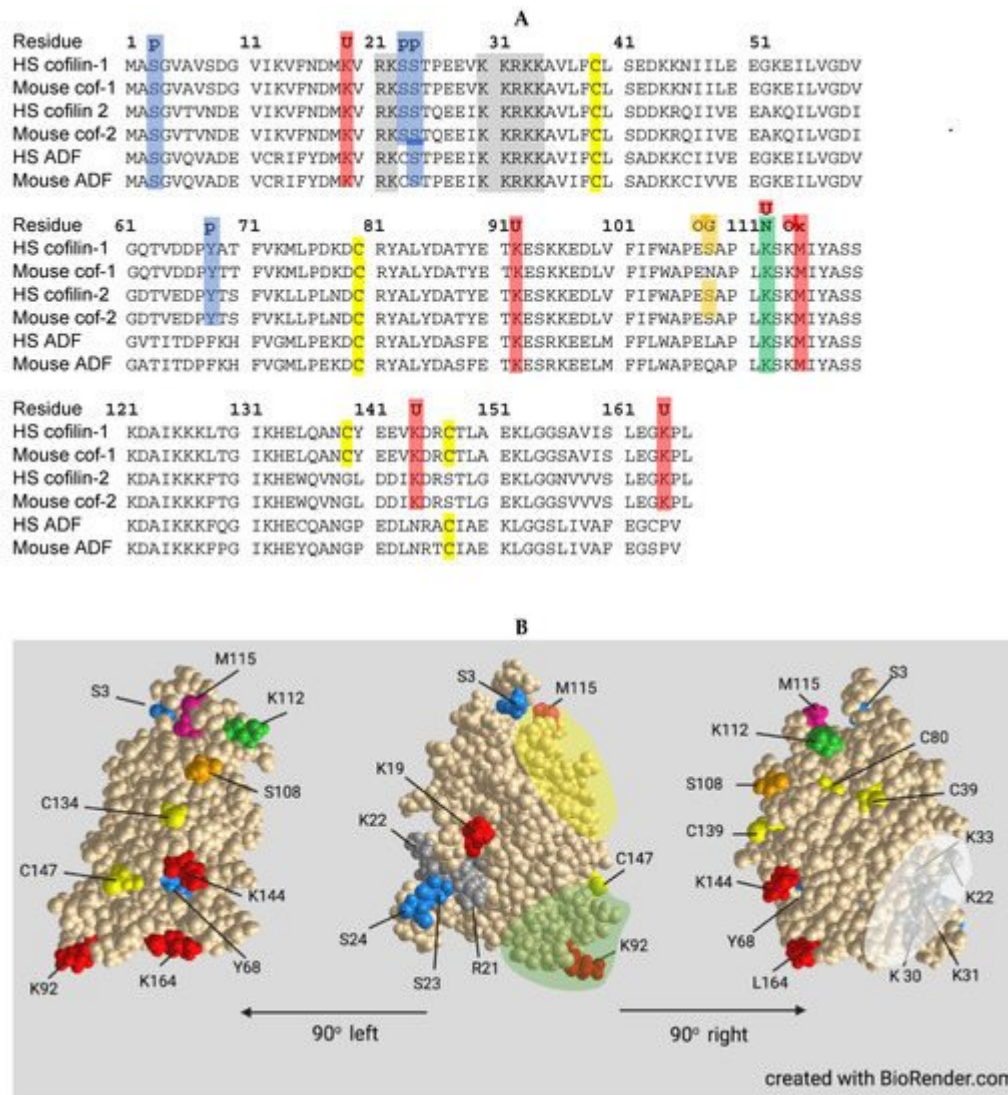 A
Residue 1 p 11 U 21 pp 31 41 51
HS cofilin-1 MASGVAVSDG VIKVFNDMKV RKSSTPEEVK KRKKAVLFCL SEDKKNIILE EGKEILVGDV
Mouse cof-1 MASGVAVSDG VIKVFNDMKV RKSSTPEEVK KRKKAVLFCL SEDKKNIILE EGKEILVGDV
HS cofilin 2 MASGVTVNDE VIKVFNDMKV RKSSTQEEIK KRKKAVLFCL SDDKRQIIVE EAKQILVGDI
Mouse cof-2 MASGVTVNDE VIKVFNDMKV RKSSTQEEIK KRKKAVLFCL SDDKRQIIVE EAKQILVGDI
HS ADF MASGVQVADE VCRIFYDMKV RKCSTPEEIK KRKKAVIFCL SADKKCIIVE EGKEILVGDV
Mouse ADF MASGVQVADE VCRIFYDMKV RKCSTPEEIK KRKKAVIFCL SADKKCIVVE EGKEILVGDV
U
Residue 61 p 71 81 91U 101 OG 111N Ox
HS cofilin-1 GQTVDDPYAT FVKMLPDKDC RYALYDATYE TKESKKEDLV FIFWAPESAP LKSKMIYASS
Mouse cof-1 GQTVDDPYTT FVKMLPDKDC RYALYDATYE TKESKKEDLV FIFWAPENAP LKSKMIYASS
HS cofilin-2 GDTVEDPYTS FVKLLPLNDC RYALYDATYE TKESKKEDLV FIFWAPESAP LKSKMIYASS
Mouse cof-2 GDTVEDPYTS FVKLLPLNDC RYALYDATYE TKESKKEDLV FIFWAPESAP LKSKMIYASS
HS ADF GVTITDPFKH FVGMLPEKDC RYALYDASFE TKESRKEELM FFLWAPELAP LKSKMIYASS
Mouse ADF GATITDPFKH FVGMLPEKDC RYALYDASFE TKESRKEELM FFLWAPEQAP LKSKMIYASS
Residue 121 131 141 U 151 161 U
HS cofilin-1 KDAIKKKLTG IKHELQANCY EEVKDRCTLA EKLGGSAVIS LEGKPL
Mouse cof-1 KDAIKKKLTG IKHELQANCY EEVKDRCTLA EKLGGSAVIS LEGKPL
HS cofilin-2 KDAIKKKFTG IKHEWQVNGL DDIKDRSTLG EKLGGNVVVS LEGKPL
Mouse cof-2 KDAIKKKFTG IKHEWQVNGL DDIKDRSTLG EKLGGSVVVS LEGKPL
HS ADF KDAIKKKFQG IKHECQANGP EDLNRACIAE KLGGSLIVAF EGCPV
Mouse ADF KDAIKKKFPG IKHEYQANGP EDLNRTCIAE KLGGSLIVAF EGSPV
B
M115
S3
K112
S108
C134
C147
K144
Y68
K92
K164
S3
M115
K19
K22
C147
S24
K92
S23
R21
M115
S3
K112
C80
S108
C39
C139
K33
K144
K22
Y68
L164
K 30
K31
90° left
90° right
created with BioRender.com